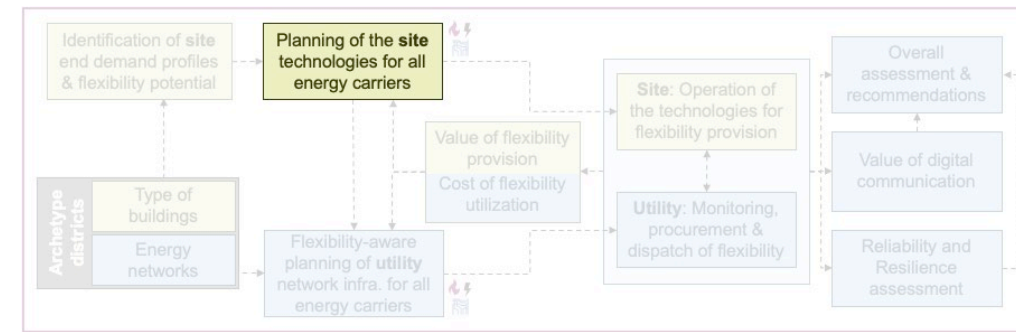 Identification of site
end demand profiles
& flexibility potential
Planning of the site
technologies for all
energy carriers
Archetype
districts
Type of
buildings
Energy
networks
Flexibility-aware
planning of utility
network infra. for all
energy carriers
Value of flexibility
provision
Cost of flexibility
utilization
Site: Operation of
the technologies for
flexibility provision
Utility: Monitoring,
procurement &
dispatch of flexibility
Overall
assessment &
recommendations
Value of digital
communication
Reliability and
Resilience
assessment